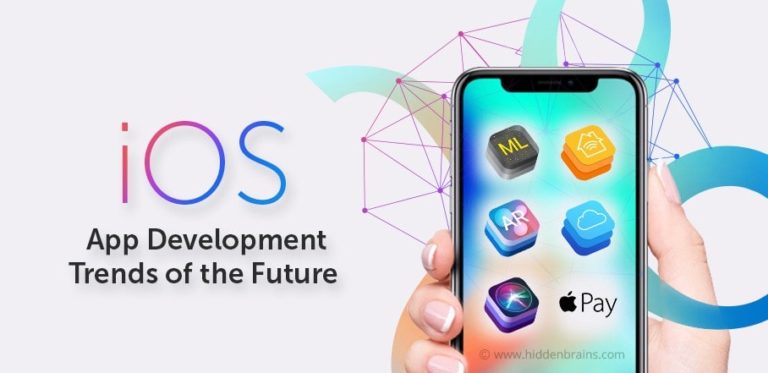 iOS
App Development
Trends of the Future
ML
AR
Pay
© www.hiddenbrains.com